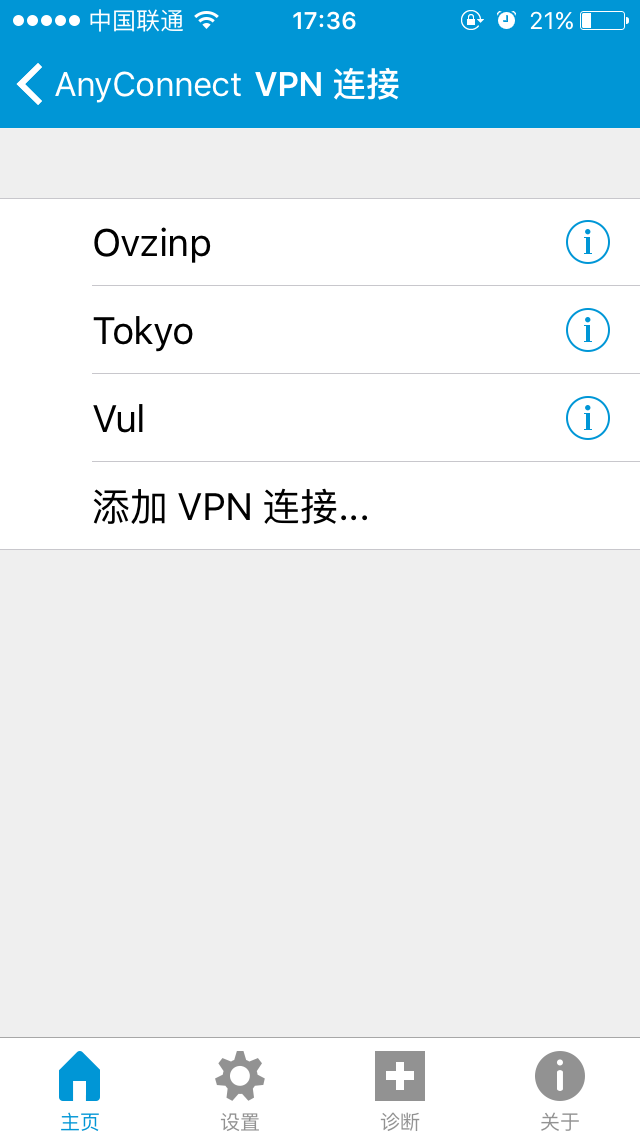 中国联通 17:36 21%
AnyConnect VPN 连接
Ovzinp
Tokyo
Vul
添加 VPN 连接...
主页 设置 诊断 关于